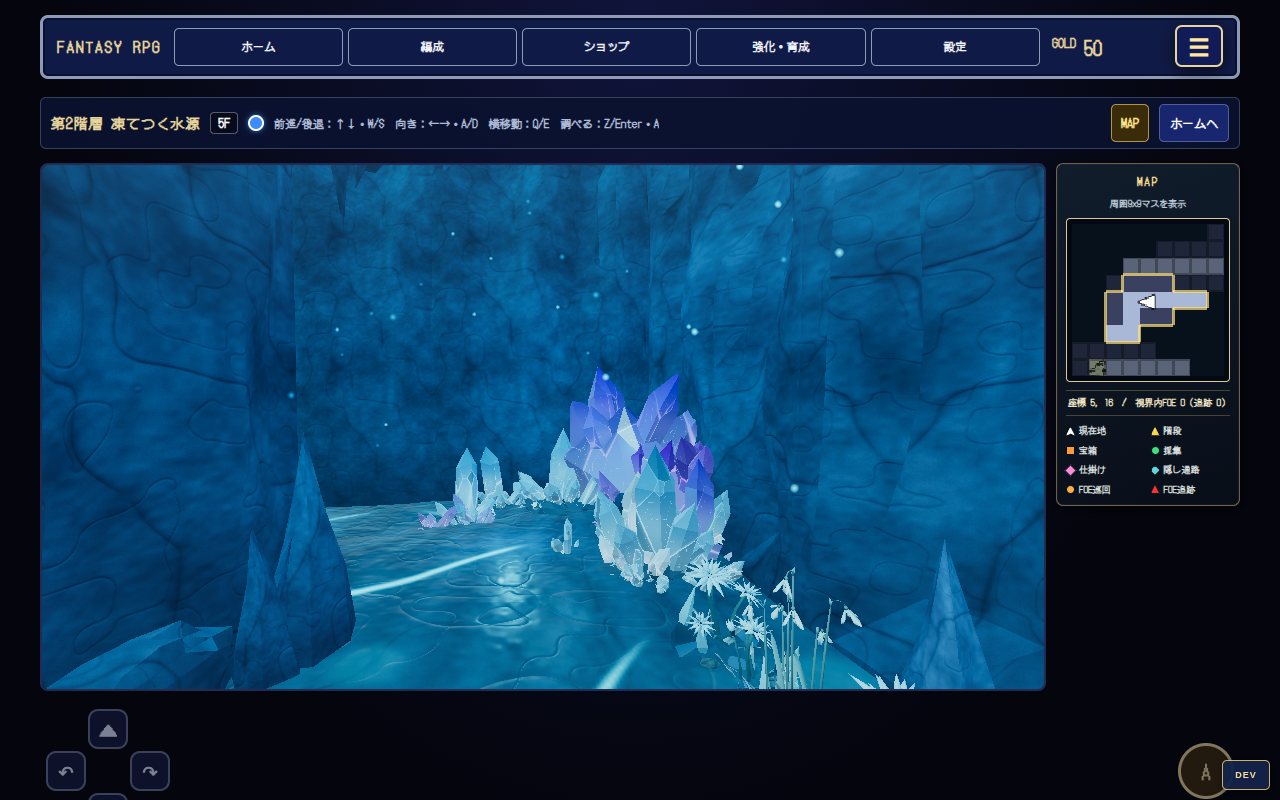 FANTASY RPG
ホーム
編成
ショップ
強化・育成
設定
GOLD 50
第2階層 凍てつく水源
5F
前進/後退：↑↓・W/S 向き：←→・A/D 横移動：Q/E 調べる：Z/Enter・A
MAP
ホームへ
MAP
周囲9x9マスを表示
座標 5, 16 / 視界内FOE 0（追跡 0）
現在地
階段
宝箱
採集
仕掛け
隠し通路
FOE巡回
FOE追跡
A
DEV